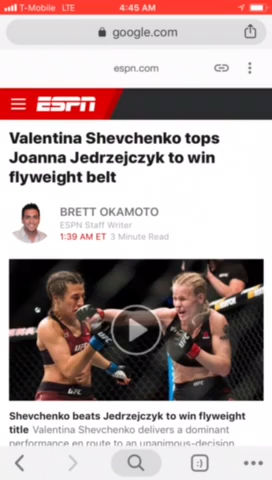 T-Mobile LTE 4:45 AM
google.com
espn.com
ESPN
Valentina Shevchenko tops
Joanna Jedrzejczyk to win
flyweight belt
BRETT OKAMOTO
ESPN Staff Writer
1:39 AM ET 3 Minute Read
Shevchenko beats Jedrzejczyk to win flyweight
title Valentina Shevchenko delivers a dominant
performance en route to an unanimous-decision
:)